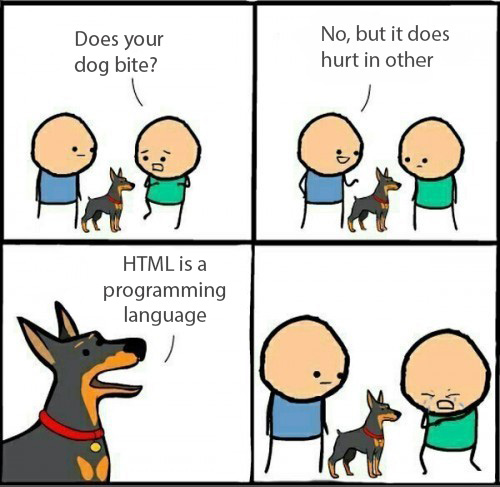 Does your
dog bite?
No, but it does
hurt in other
HTML is a
programming
language